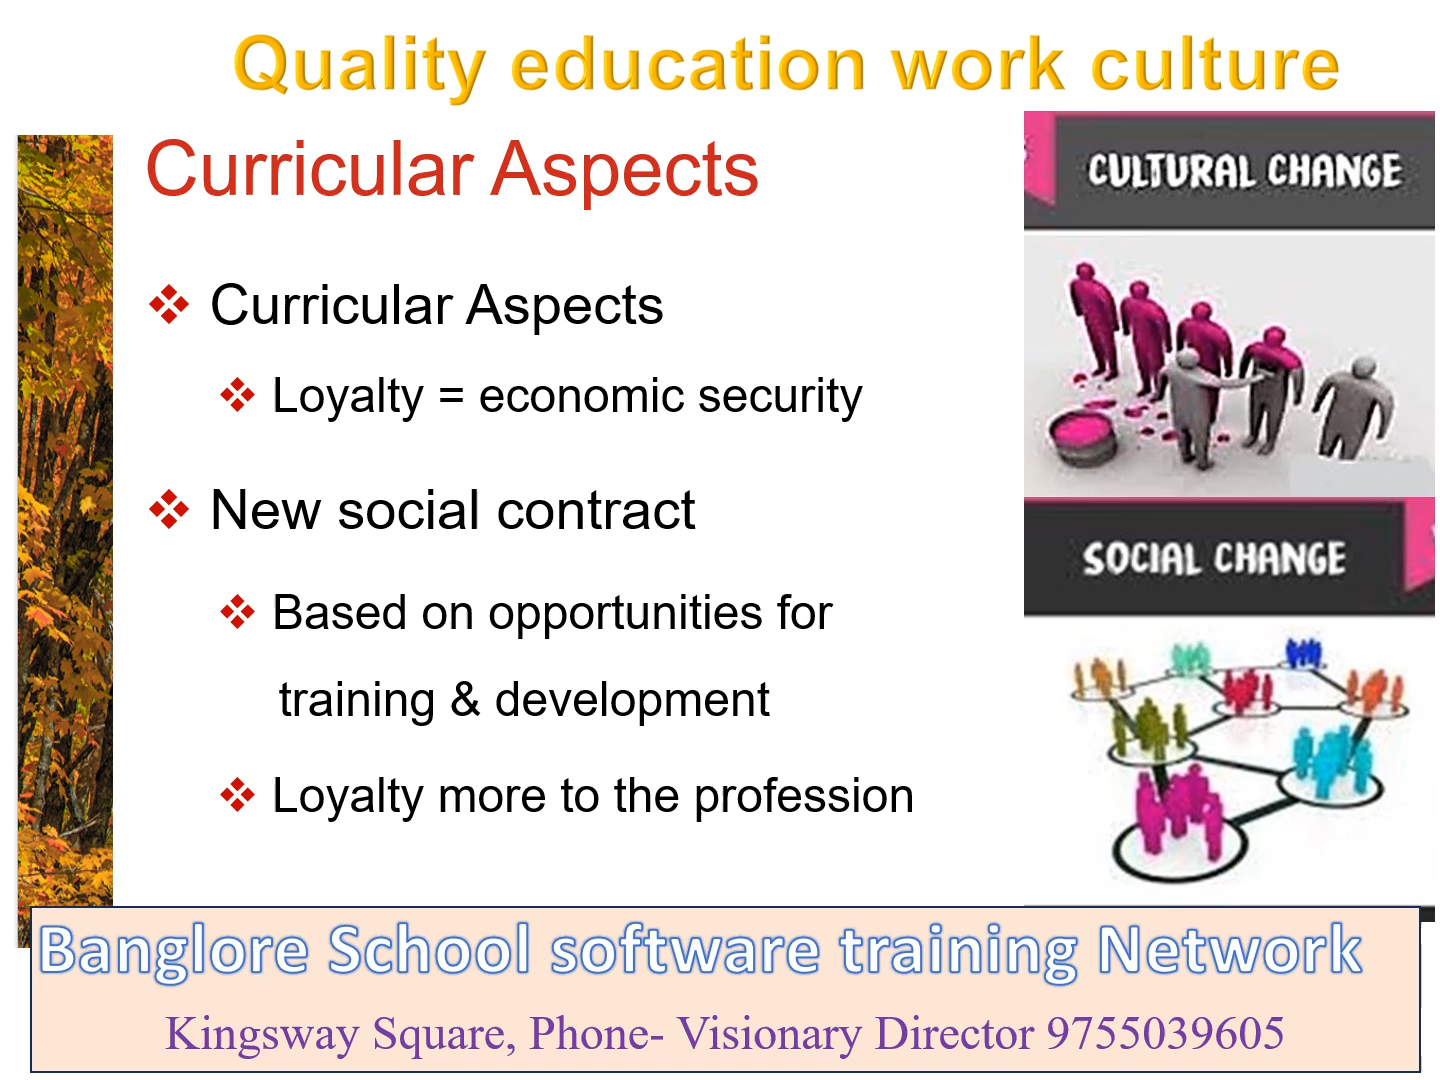 Quality education work culture
Curricular Aspects
❖ Curricular Aspects
❖ Loyalty = economic security
❖ New social contract
❖ Based on opportunities for
training & development
❖ Loyalty more to the profession
CULTURAL CHANGE
SOCIAL CHANGE
Banglore School software training Network
Kingsway Square, Phone- Visionary Director 9755039605